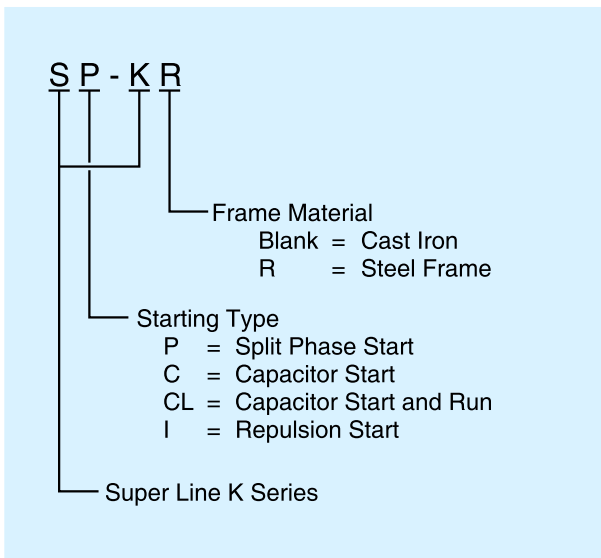 SP-KR
Frame Material
Blank = Cast Iron
R = Steel Frame
Starting Type
P = Split Phase Start
C = Capacitor Start
CL = Capacitor Start and Run
I = Repulsion Start
Super Line K Series